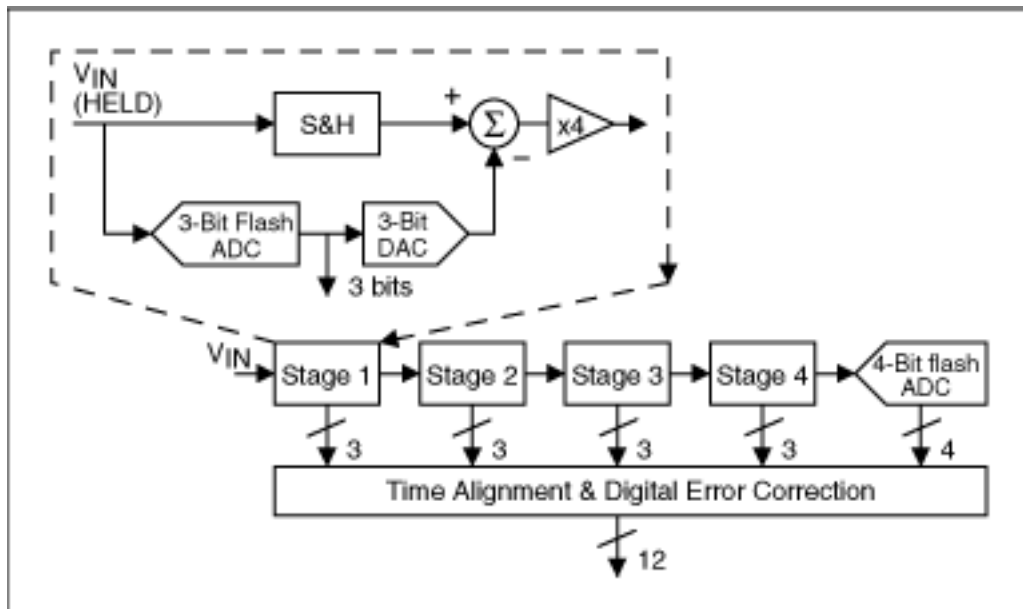 VIN
(HELD)
S&H
+
Σ
x4
−
3-Bit Flash
ADC
3-Bit
DAC
3 bits
VIN
Stage 1
Stage 2
Stage 3
Stage 4
4-Bit flash
ADC
3
3
3
3
4
Time Alignment & Digital Error Correction
12